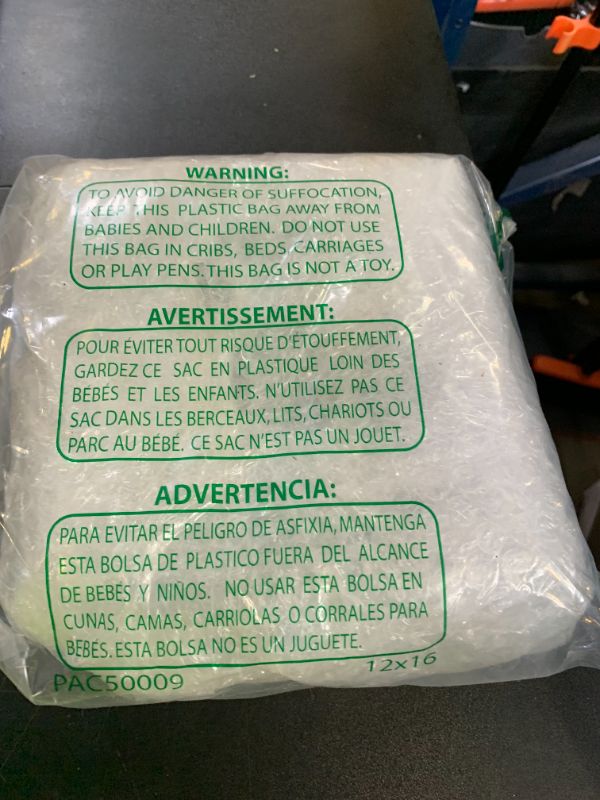 WARNING:
TO AVOID DANGER OF SUFFOCATION,
KEEP THIS PLASTIC BAG AWAY FROM
BABIES AND CHILDREN. DO NOT USE
THIS BAG IN CRIBS, BEDS, CARRIAGES
OR PLAY PENS. THIS BAG IS NOT A TOY.
AVERTISSEMENT:
POUR ÉVITER TOUT RISQUE D'ÉTOUFFEMENT,
GARDEZ CE SAC EN PLASTIQUE LOIN DES
BÉBÉS ET LES ENFANTS. N'UTILISEZ PAS CE
SAC DANS LES BERCEAUX, LITS, CHARIOTS OU
PARC AU BÉBÉ. CE SAC N'EST PAS UN JOUET.
ADVERTENCIA:
PARA EVITAR EL PELIGRO DE ASFIXIA, MANTENGA
ESTA BOLSA DE PLASTICO FUERA DEL ALCANCE
DE BEBÉS Y NIÑOS. NO USAR ESTA BOLSA EN
CUNAS, CAMAS, CARRIOLAS O CORRALES PARA
BEBÉS. ESTA BOLSA NO ES UN JUGUETE.
PAC50009 12x16